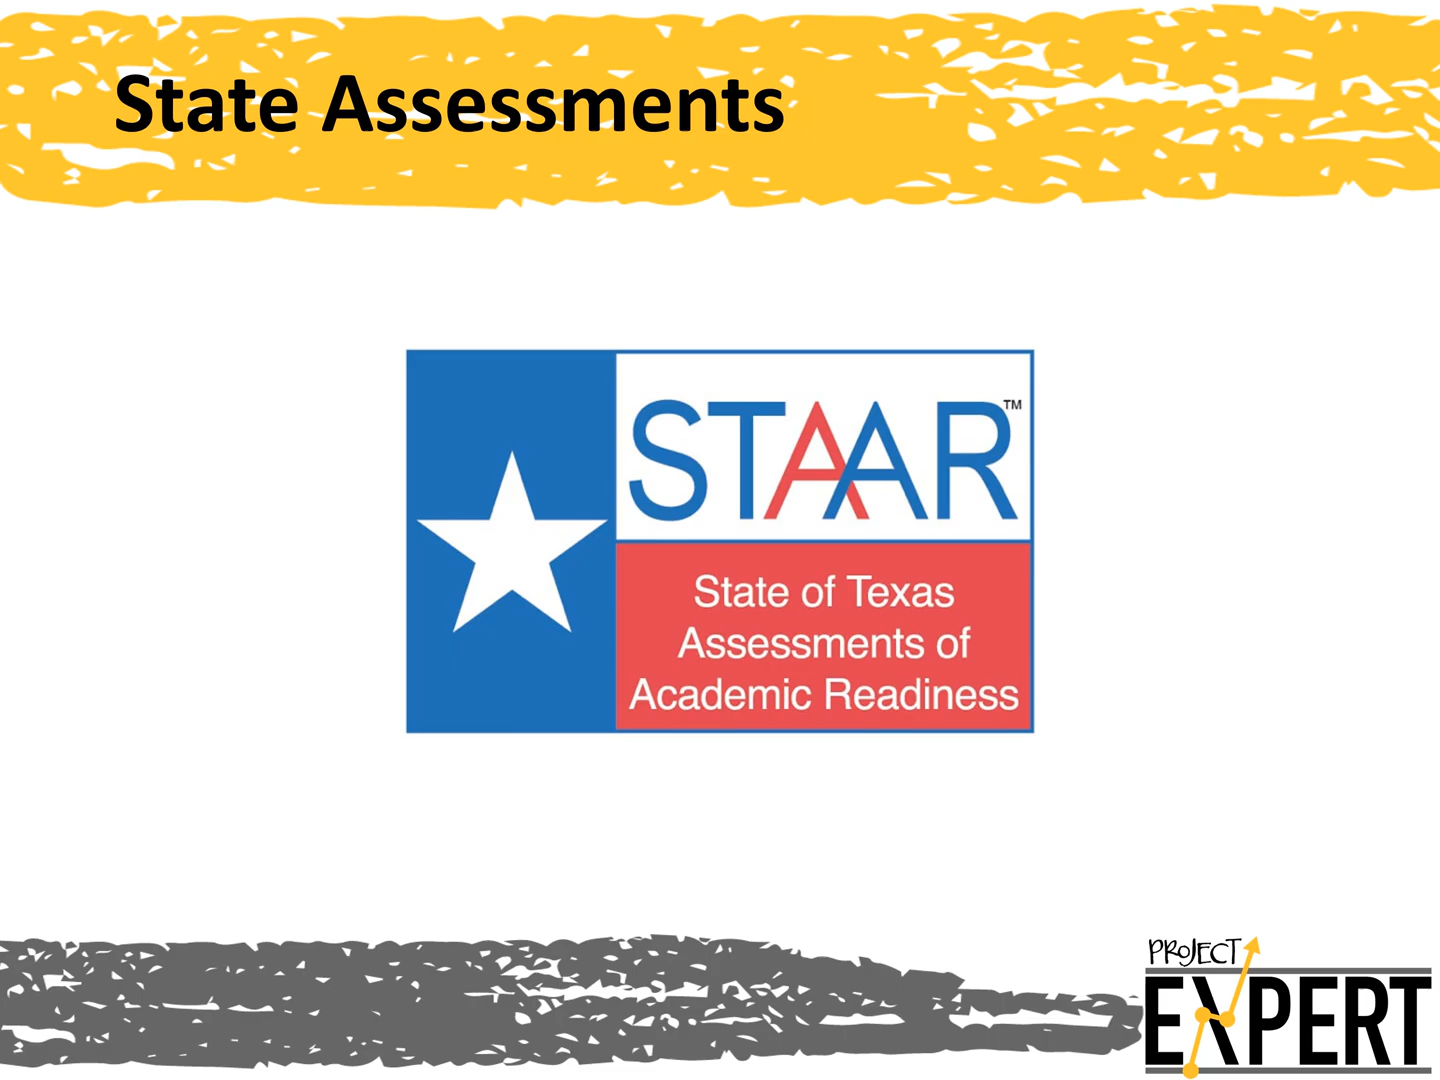 State Assessments
STAAR™
State of Texas
Assessments of
Academic Readiness
PROJECT
EXPERT